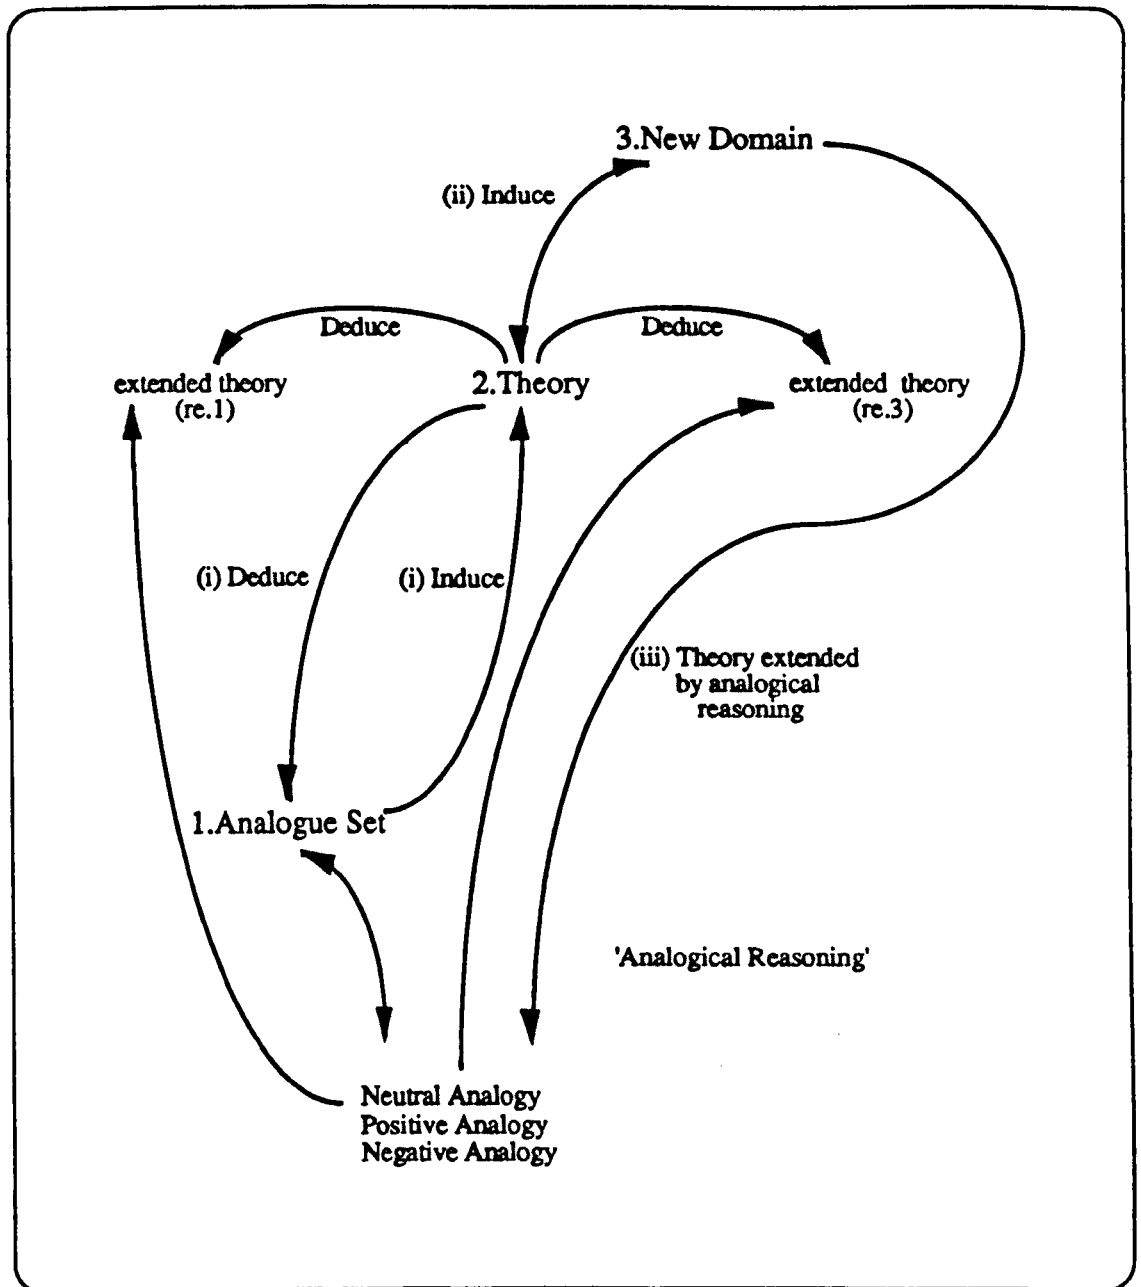 3.New Domain
(ii) Induce
Deduce
Deduce
extended theory
(re.1)
2.Theory
extended theory
(re.3)
(i) Deduce
(i) Induce
(iii) Theory extended
by analogical
reasoning
1.Analogue Set
'Analogical Reasoning'
Neutral Analogy
Positive Analogy
Negative Analogy